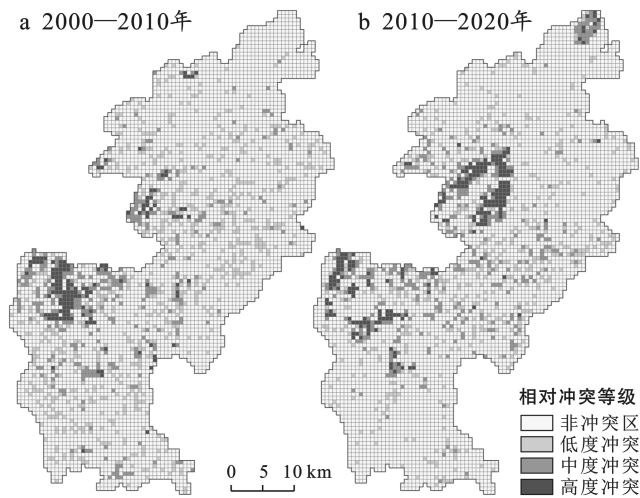 a 2000—2010年
b 2010—2020年
相对冲突等级
非冲突区
低度冲突
中度冲突
高度冲突
0 5 10 km